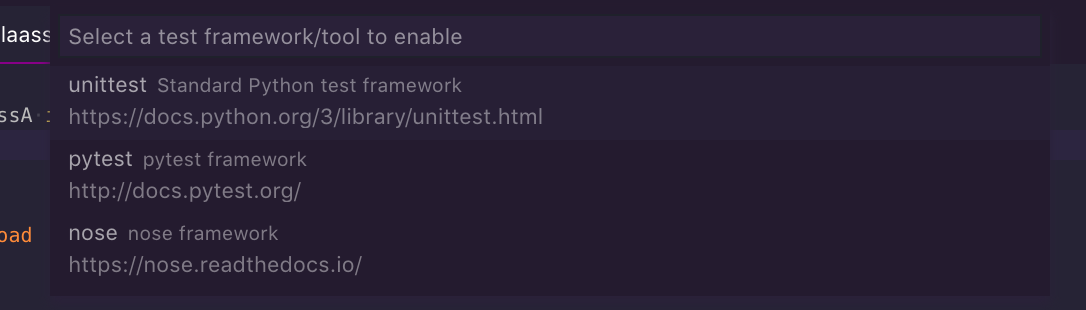 laass
Select a test framework/tool to enable
unittest Standard Python test framework
https://docs.python.org/3/library/unittest.html
ssA
pytest pytest framework
http://docs.pytest.org/
oad
nose nose framework
https://nose.readthedocs.io/